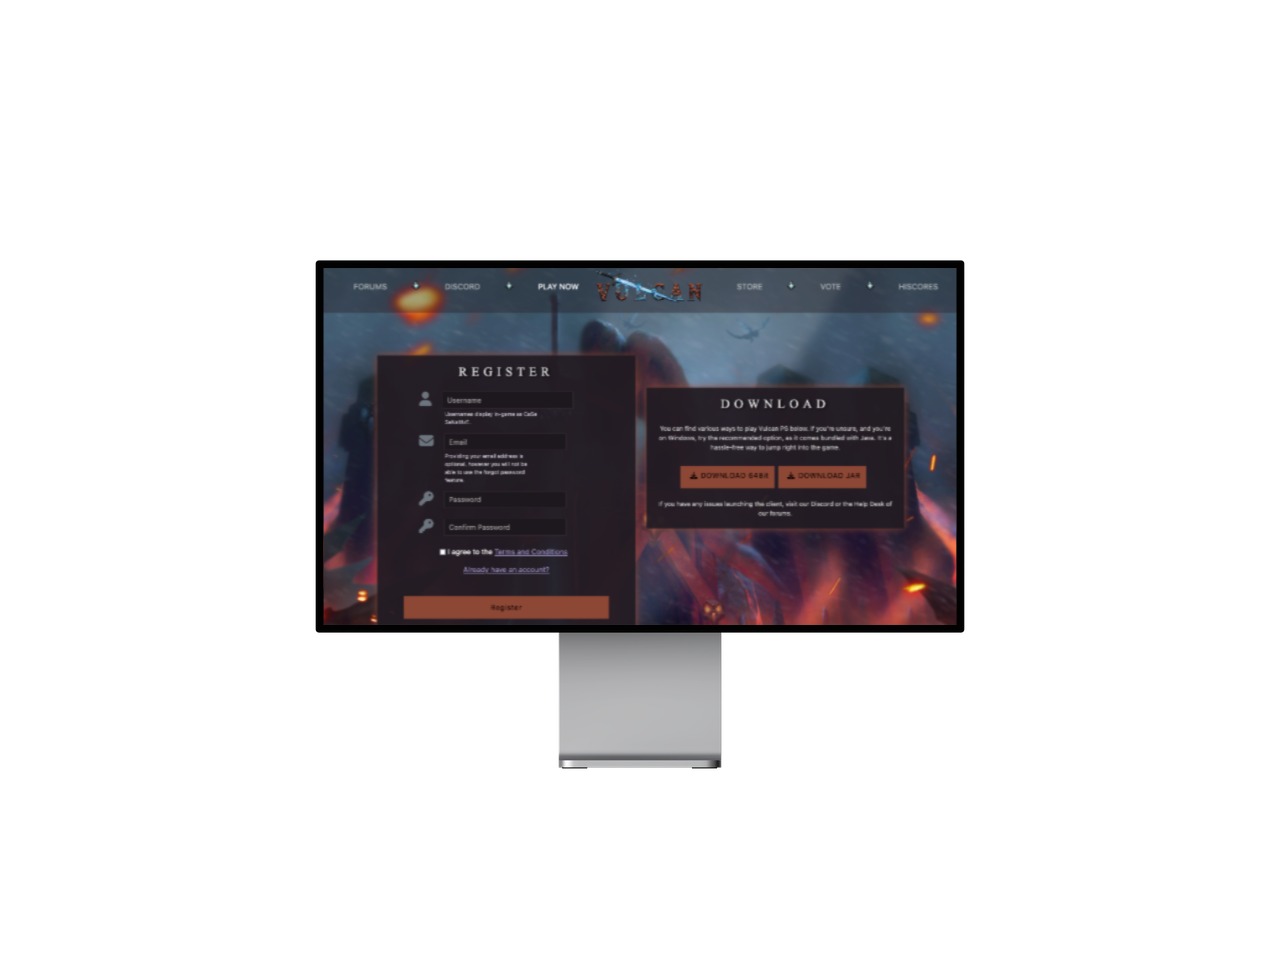 FORUMS DISCORD PLAY NOW VULCAN STORE VOTE HISCORES
REGISTER
Username
Usernames display in-game as CaSe
Email
Providing your email address is
optional, however you will not be
able to use the forgot password
feature.
Password
Confirm Password
I agree to the Terms and Conditions
Already have an account?
Register
DOWNLOAD
You can find various ways to play Vulcan PS below. If you're unsure, and you're
on Windows, try the recommended option, as it comes bundled with Java. It's a
hassle-free way to jump right into the game.
DOWNLOAD DOWNLOAD JAR
If you have any issues launching the client, visit our Discord or the Help Desk of
our forums.